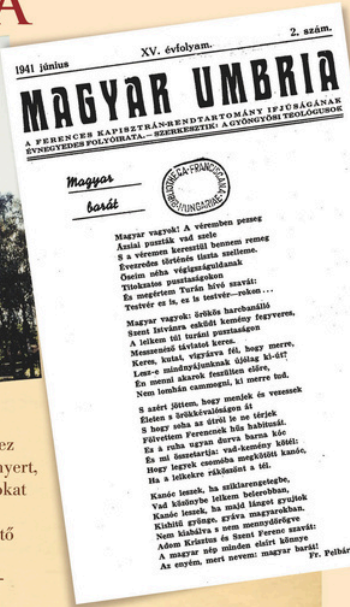 A
1941 június
XV. évfolyam.
2. szám.
MAGYAR UMBRIA
A FERENCES KAPISZTRÁN-RENDTARTOMÁNY IFJÚSÁGÁNAK
ÉVNEGYEDES FOLYÓIRATA. – SZERKESZTIK: A GYÖNGYÖSI TEOLÓGUSOK
Magyar
barát
BIBLIOTHECA FRANCISCANA
HUNGARIAE
Magyar vagyok! A véremben pezseg
Ázsiai puszták vad szele
S a véremen keresztül bennem remeg
Évezredes történés tiszta szelleme.
Őseim néha végigszáguldanak
Titokzatos pusztaságokon
És megértem Turán hívó szavát:
Testvér ez is, ez is testvér—rokon . . .
Magyar vagyok: örökös harcbanálló
Szent Istvánra esküdt kemény fegyveres,
A lelkem túl turáni pusztaságon
Messzenéző távlatot keres.
Keres, kutat, vigyázva fél, hogy merre,
Lesz-e mindnyájunknak újólag ki-út?
Én menni akarok feszülten előre,
Nem lomhán cammogni, ki merre tud.
S azért jöttem, hogy menjek és vezessek
Életen s örökkévalóságon át
S hogy soha az útról le ne térjek
Fölvettem Ferencnek hűs habitusát.
És a ruha ugyan durva barna kóc
És mi összetartja: vad-kemény kötél:
Hogy legyek csomóba megkötött kanóc,
Ha a lelkekre ráköszönt a tél.
Kanóc leszek, ha sziklarengetegbe,
Vad közönybe lelkem beleroban,
Kanóc leszek, ha majd lángot gyujtok
Kishitű gyönge, gyáva magyarokban.
Nem kiabálva s nem mennydörögve
Adom Krisztus és Szent Ferenc szavát:
A magyar nép minden elsírt könnye
Az enyém, mert nevem: magyar barát!
Fr. Pelbár
ez
nyert,
okat
tő
-